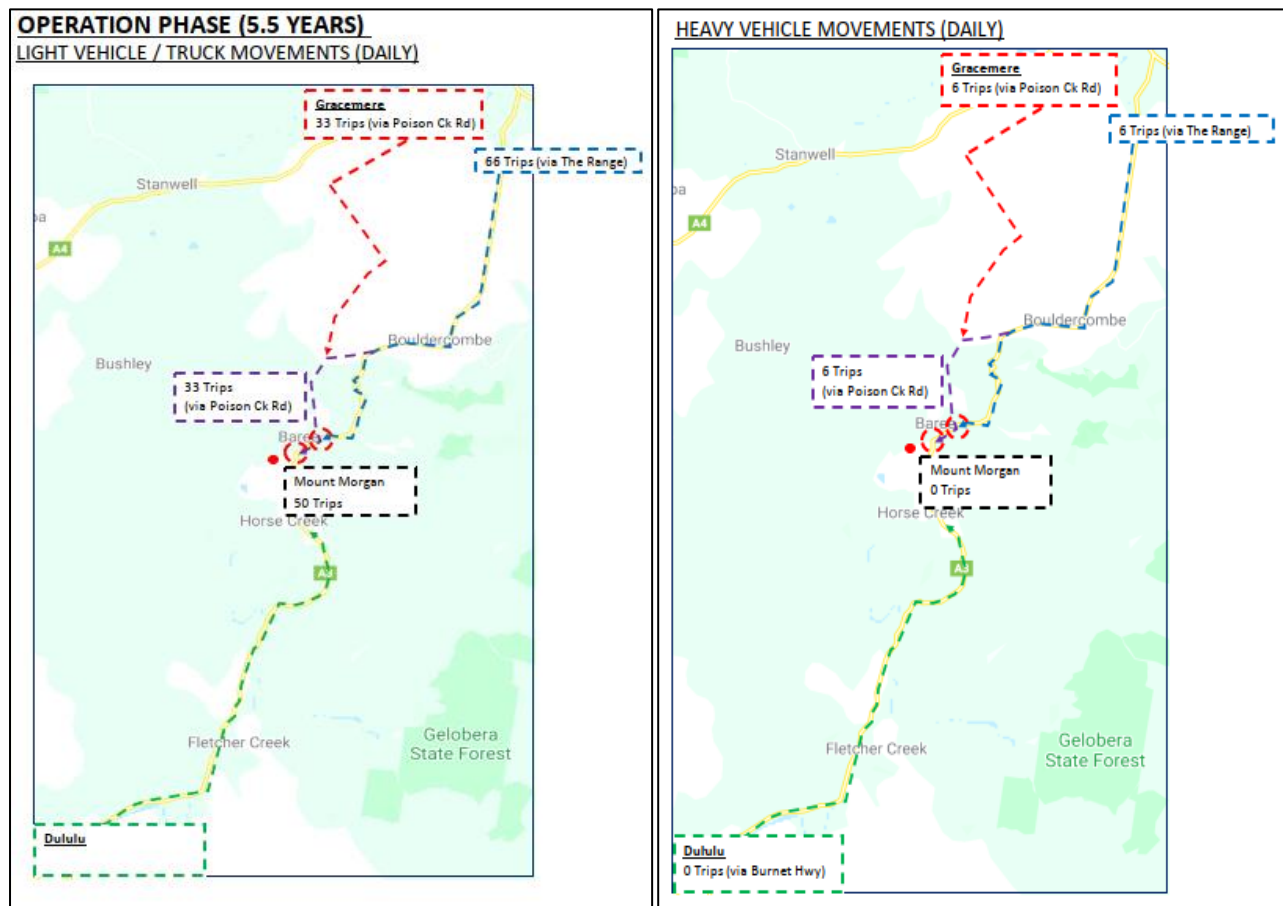 OPERATION PHASE (5.5 YEARS)
LIGHT VEHICLE / TRUCK MOVEMENTS (DAILY)
Gracemere
33 Trips (via Poison Ck Rd)
66 Trips (via The Range)
Stanwell
A4
Bouldercombe
Bushley
33 Trips
(via Poison Ck Rd)
Mount Morgan
50 Trips
Horse Creek
Gelobera
State Forest
Fletcher Creek
Dululu
HEAVY VEHICLE MOVEMENTS (DAILY)
Gracemere
6 Trips (via Poison Ck Rd)
6 Trips (via The Range)
Stanwell
A4
Bouldercombe
Bushley
6 Trips
(via Poison Ck Rd)
Mount Morgan
0 Trips
Horse Creek
Gelobera
State Forest
Fletcher Creek
Dululu
0 Trips (via Burnet Hwy)